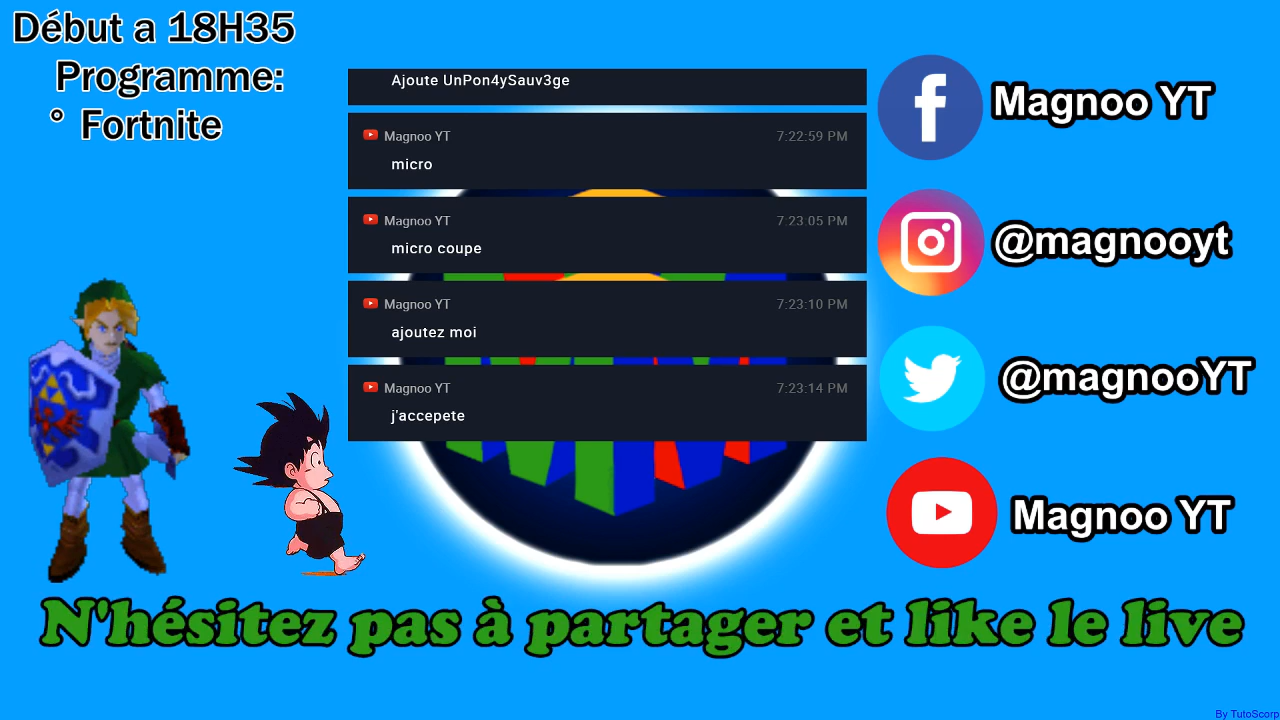 Début a 18H35
Programme:
° Fortnite
Ajoute UnPon4ySauv3ge
Magnoo YT 7:22:59 PM
micro
Magnoo YT 7:23:05 PM
micro coupe
Magnoo YT 7:23:10 PM
ajoutez moi
Magnoo YT 7:23:14 PM
j'accepete
Magnoo YT
@magnooyt
@magnooYT
Magnoo YT
N'hésitez pas à partager et like le live
By TutoScorp